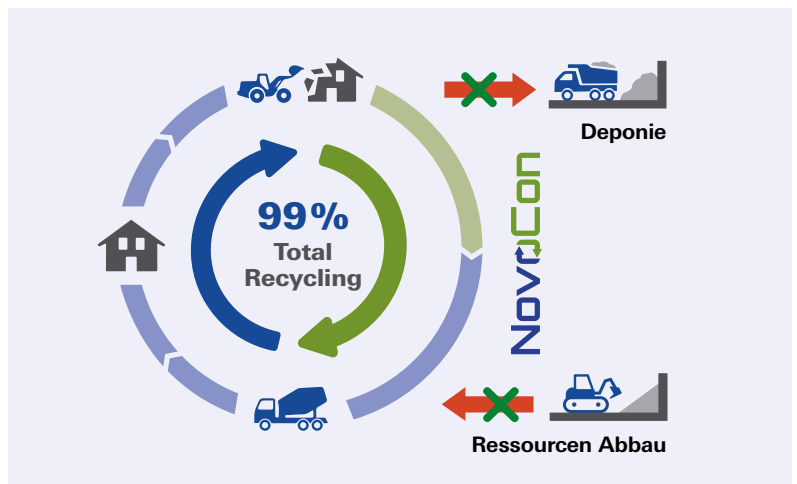 Deponie
99%
Total
Recycling
NovoCon
Ressourcen Abbau